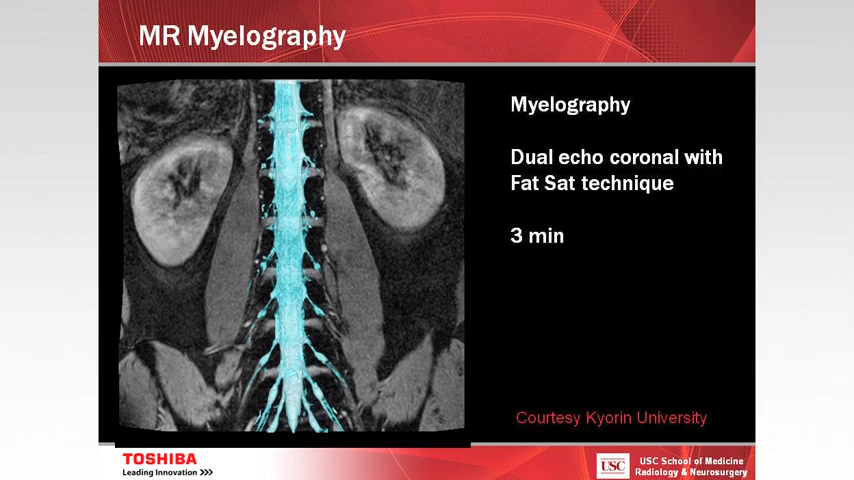 MR Myelography
Myelography
Dual echo coronal with
Fat Sat technique
3 min
Courtesy Kyorin University
TOSHIBA
Leading Innovation >>>
USC
USC School of Medicine
Radiology & Neurosurgery